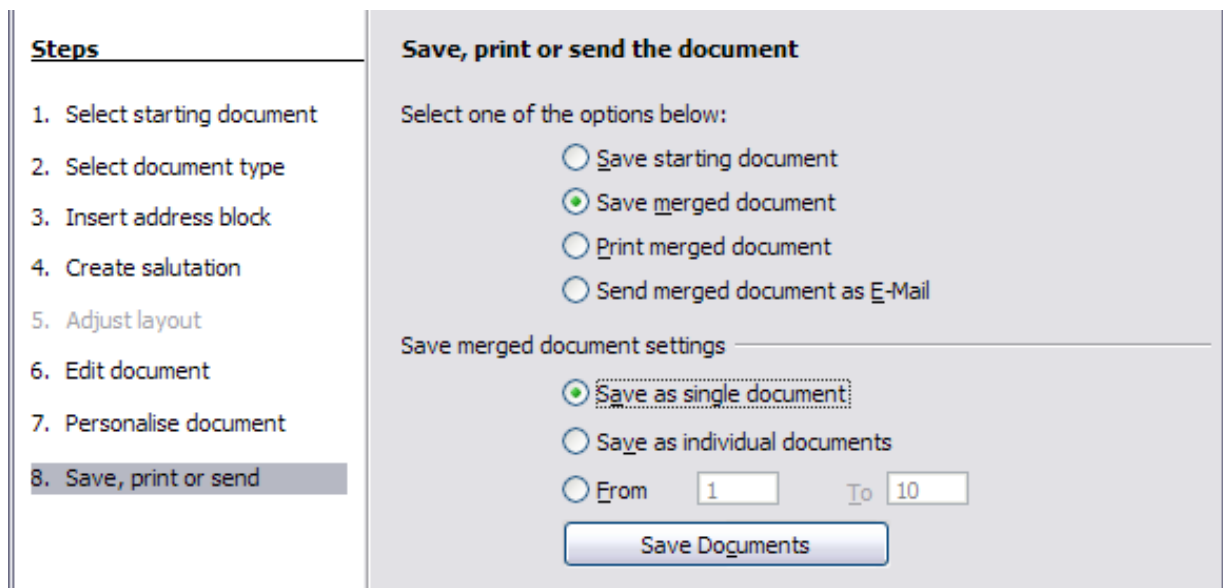 Steps
1. Select starting document
2. Select document type
3. Insert address block
4. Create salutation
5. Adjust layout
6. Edit document
7. Personalise document
8. Save, print or send
Save, print or send the document
Select one of the options below:
Save starting document
Save merged document
Print merged document
Send merged document as E-Mail
Save merged document settings
Save as single document
Save as individual documents
From 1 To 10
Save Documents